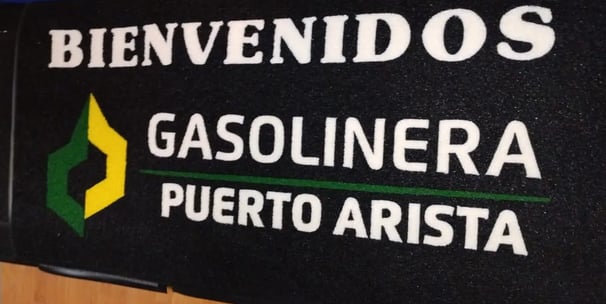 BIENVENIDOS
GASOLINERA
PUERTO ARISTA